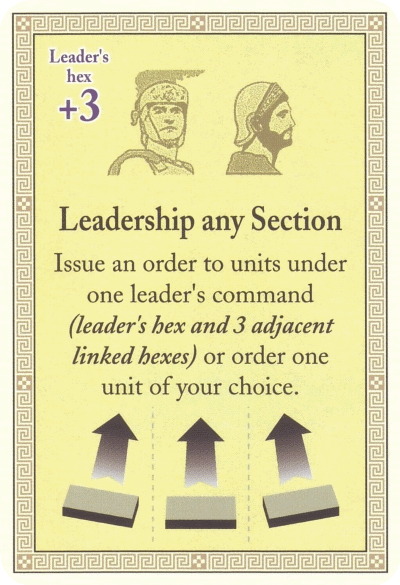 Leader's
hex
+3
Leadership any Section
Issue an order to units under
one leader's command
(leader's hex and 3 adjacent
linked hexes) or order one
unit of your choice.